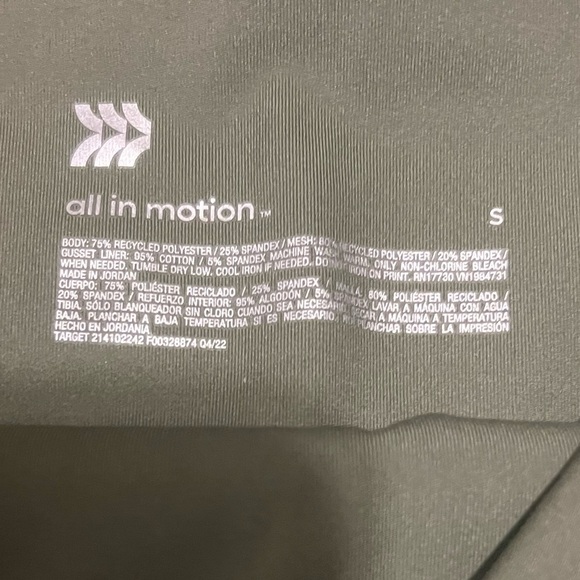 all in motion™ S
BODY: 75% RECYCLED POLYESTER / 25% SPANDEX / MESH: 80% RECYCLED POLYESTER / 20% SPANDEX /
GUSSET LINER: 95% COTTON / 5% SPANDEX MACHINE WASH WARM. ONLY NON-CHLORINE BLEACH
WHEN NEEDED. TUMBLE DRY LOW. COOL IRON IF NEEDED. DO NOT IRON ON PRINT. RN17730 VN1984731
MADE IN JORDAN
CUERPO: 75% POLIÉSTER RECICLADO / 25% SPANDEX / MALLA: 80% POLIÉSTER RECICLADO /
20% SPANDEX / REFUERZO INTERIOR: 95% ALGODÓN / 5% SPANDEX LAVAR A MÁQUINA CON AGUA
TIBIA. SÓLO BLANQUEADOR SIN CLORO CUANDO SEA NECESARIO. SECAR A MÁQUINA A TEMPERATURA
BAJA. PLANCHAR A BAJA TEMPERATURA SI ES NECESARIO. NO PLANCHAR SOBRE LA IMPRESIÓN
HECHO EN JORDANIA
TARGET 214102242 F00328874 04/22